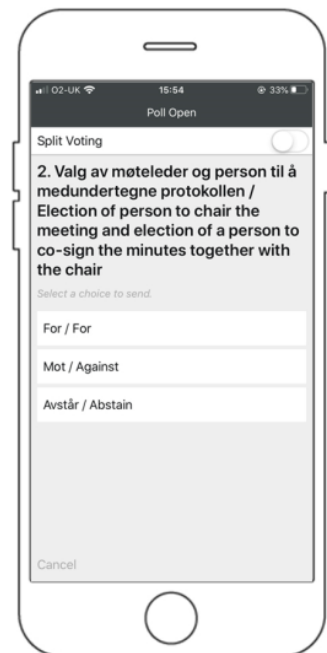 O2-UK 15:54 33%
Poll Open
Split Voting
2. Valg av møteleder og person til å
medundertegne protokollen /
Election of person to chair the
meeting and election of a person to
co-sign the minutes together with
the chair
Select a choice to send.
For / For
Mot / Against
Avstår / Abstain
Cancel